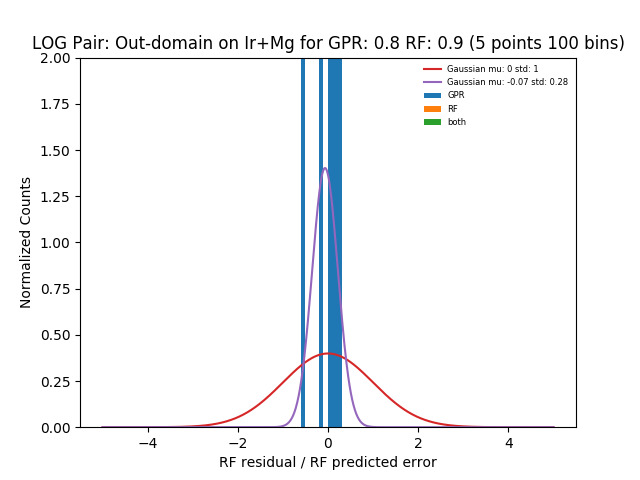 LOG Pair: Out-domain on Ir+Mg for GPR: 0.8 RF: 0.9 (5 points 100 bins)
2.00
1.75
1.50
1.25
1.00
0.75
0.50
0.25
0.00
Normalized Counts
Gaussian mu: 0 std: 1
Gaussian mu: -0.07 std: 0.28
GPR
RF
both
−4
−2
0
2
4
RF residual / RF predicted error